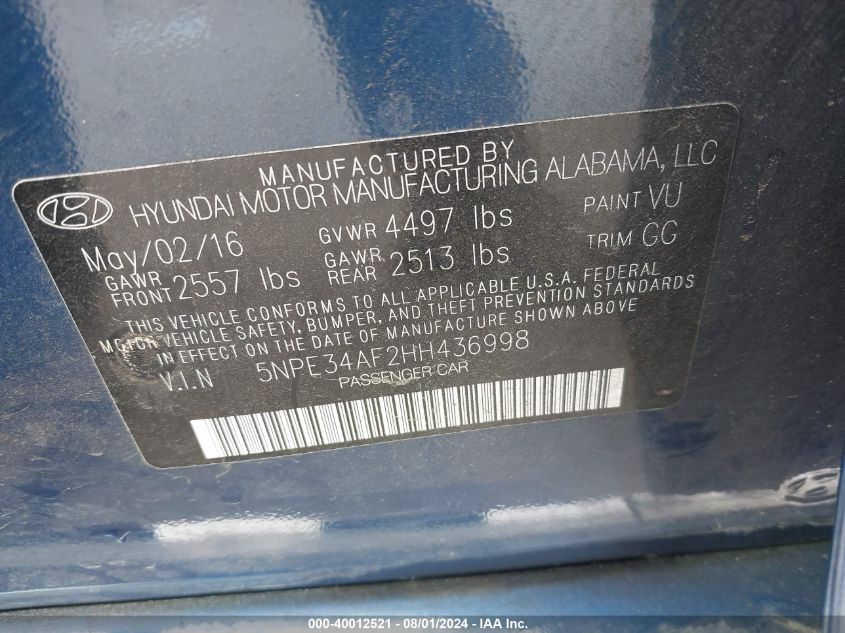 MANUFACTURED BY
HYUNDAI MOTOR MANUFACTURING ALABAMA, LLC
May/02/16 GVWR 4497 lbs PAINT VU
GAWR FRONT 2557 lbs GAWR REAR 2513 lbs TRIM GG
THIS VEHICLE CONFORMS TO ALL APPLICABLE U.S.A. FEDERAL
MOTOR VEHICLE SAFETY, BUMPER, AND THEFT PREVENTION STANDARDS
IN EFFECT ON THE DATE OF MANUFACTURE SHOWN ABOVE
V.I.N 5NPE34AF2HH436998
PASSENGER CAR
000-40012521 - 08/01/2024 - IAA Inc.